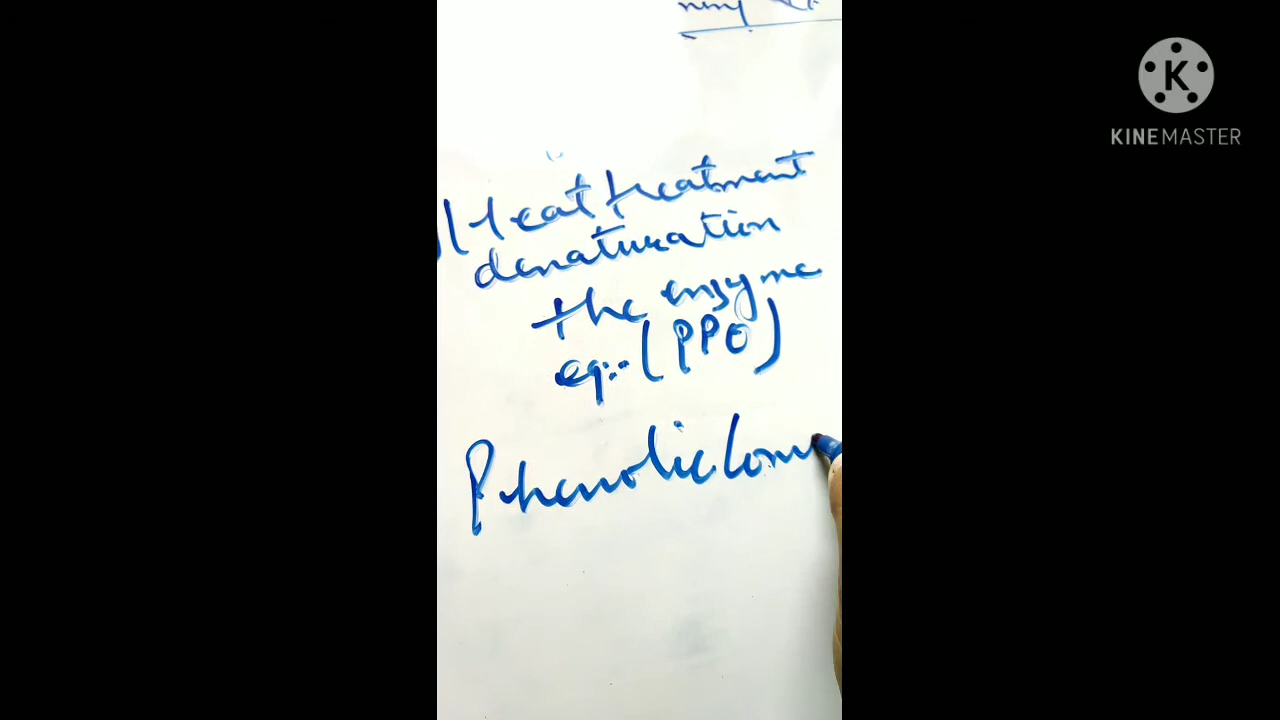 Heat treatment
denaturation
the enzyme
eg:- (PPO)
Phenolic Com
K
KINEMASTER